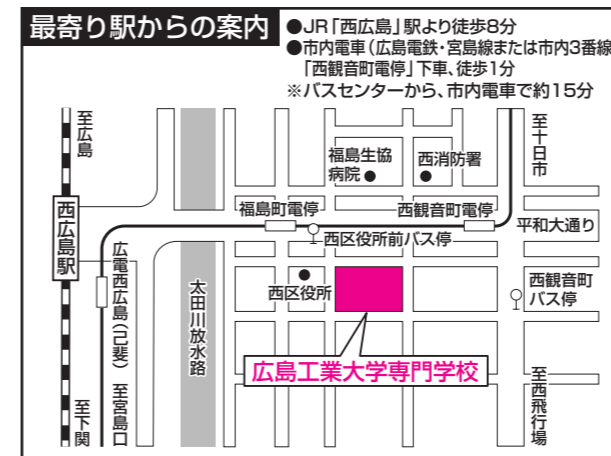 最寄り駅からの案内
●JR「西広島」駅より徒歩8分
●市内電車（広島電鉄・宮島線または市内3番線
「西観音町電停」下車、徒歩1分
※バスセンターから、市内電車で約15分
至広島
西広島駅
広電西広島（己斐）
至宮島口
至下関
太田川放水路
福島生協
病院●
西消防署
●
至十日市
福島町電停
西観音町電停
平和大通り
西区役所前バス停
西区役所
西観音町
バス停
広島工業大学専門学校
至西飛行場